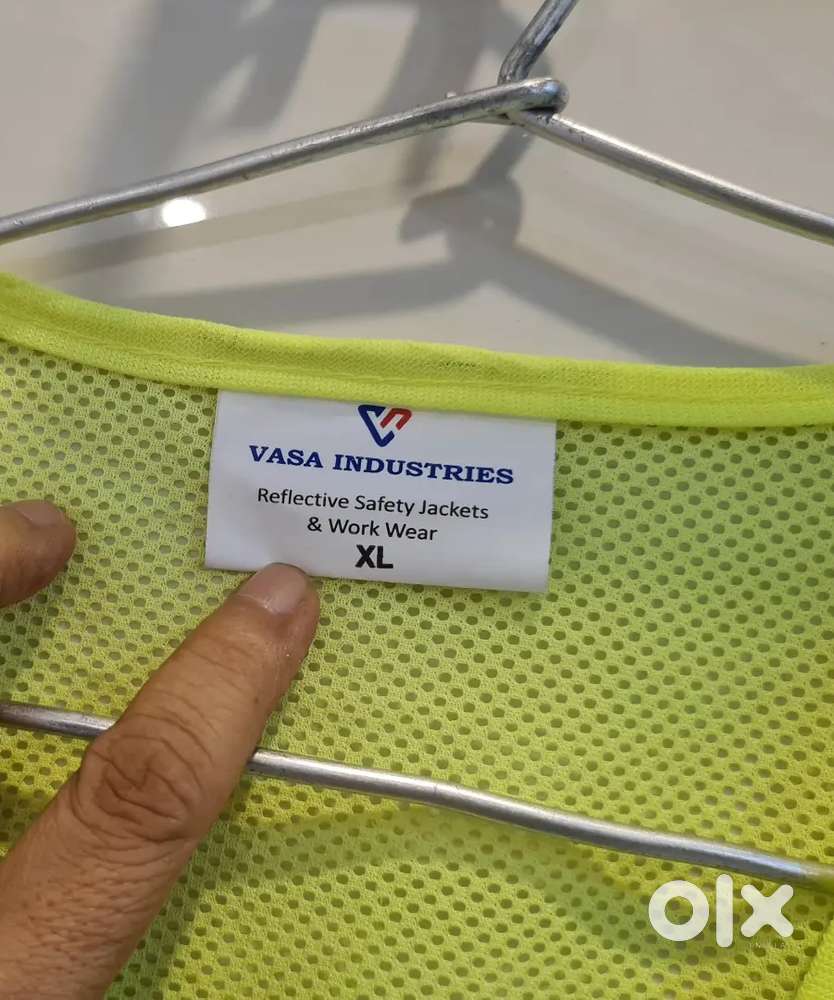 VASA INDUSTRIES
Reflective Safety Jackets
& Work Wear
XL
olx